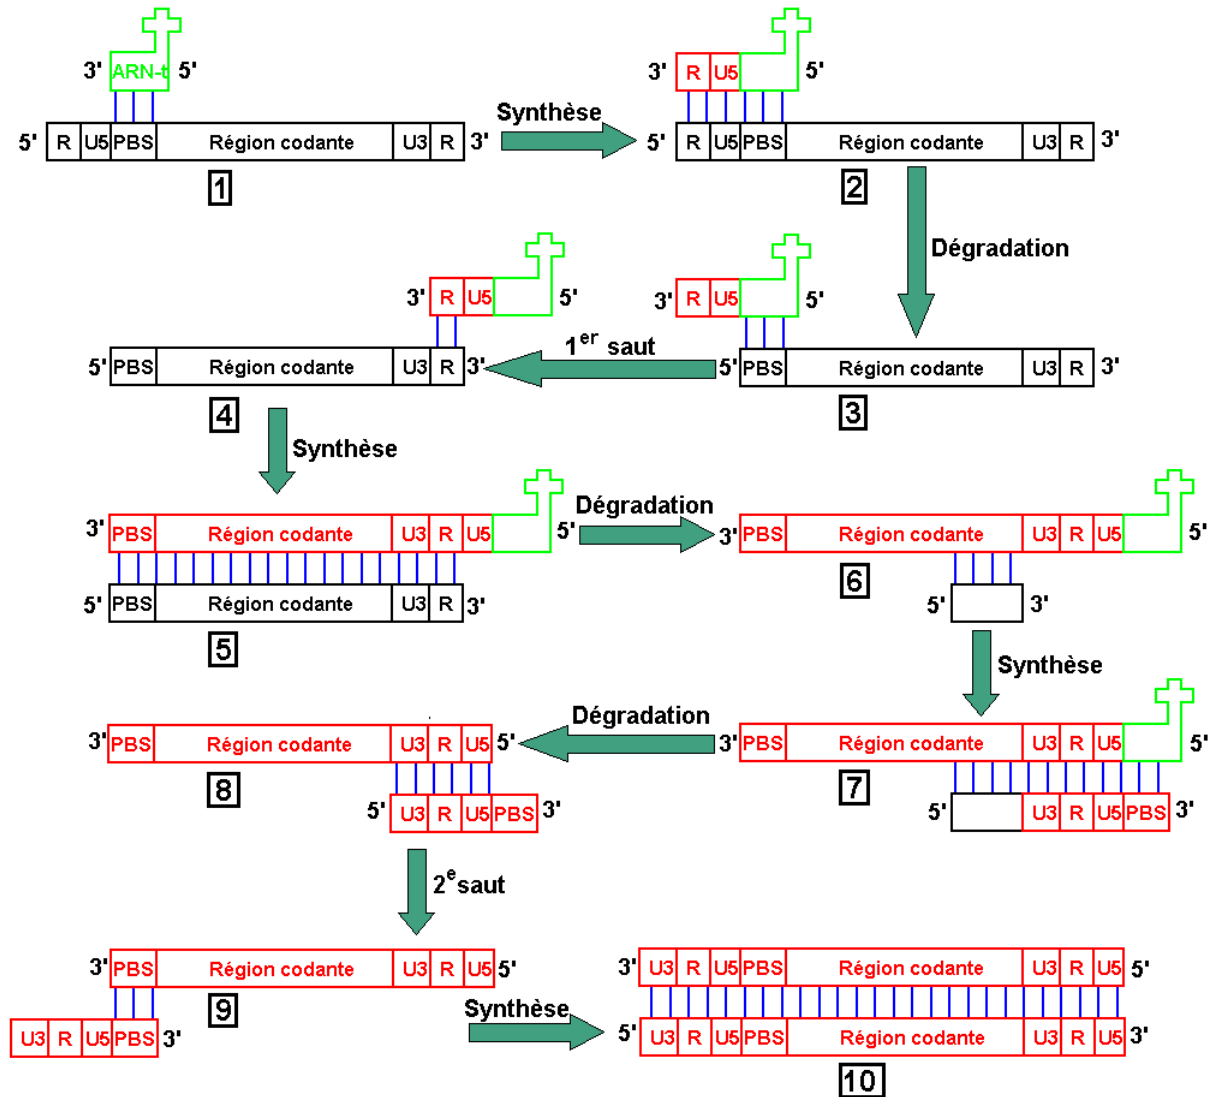 3' ARN-t 5'
5' R U5 PBS Région codante U3 R 3'
1
Synthèse
3' R U5 5'
5' R U5 PBS Région codante U3 R 3'
2
Dégradation
3' R U5 5'
5' PBS Région codante U3 R 3'
3
1er saut
3' R U5 5'
5' PBS Région codante U3 R 3'
4
Synthèse
3' PBS Région codante U3 R U5 5'
5' PBS Région codante U3 R 3'
5
Dégradation
3' PBS Région codante U3 R U5 5'
5' 3'
6
Synthèse
3' PBS Région codante U3 R U5 5'
5' U3 R U5 PBS 3'
7
Dégradation
3' PBS Région codante U3 R U5 5'
5' U3 R U5 PBS 3'
8
2e saut
3' PBS Région codante U3 R U5 5'
U3 R U5 PBS 3'
9
Synthèse
3' U3 R U5 PBS Région codante U3 R U5 5'
5' U3 R U5 PBS Région codante U3 R U5 3'
10